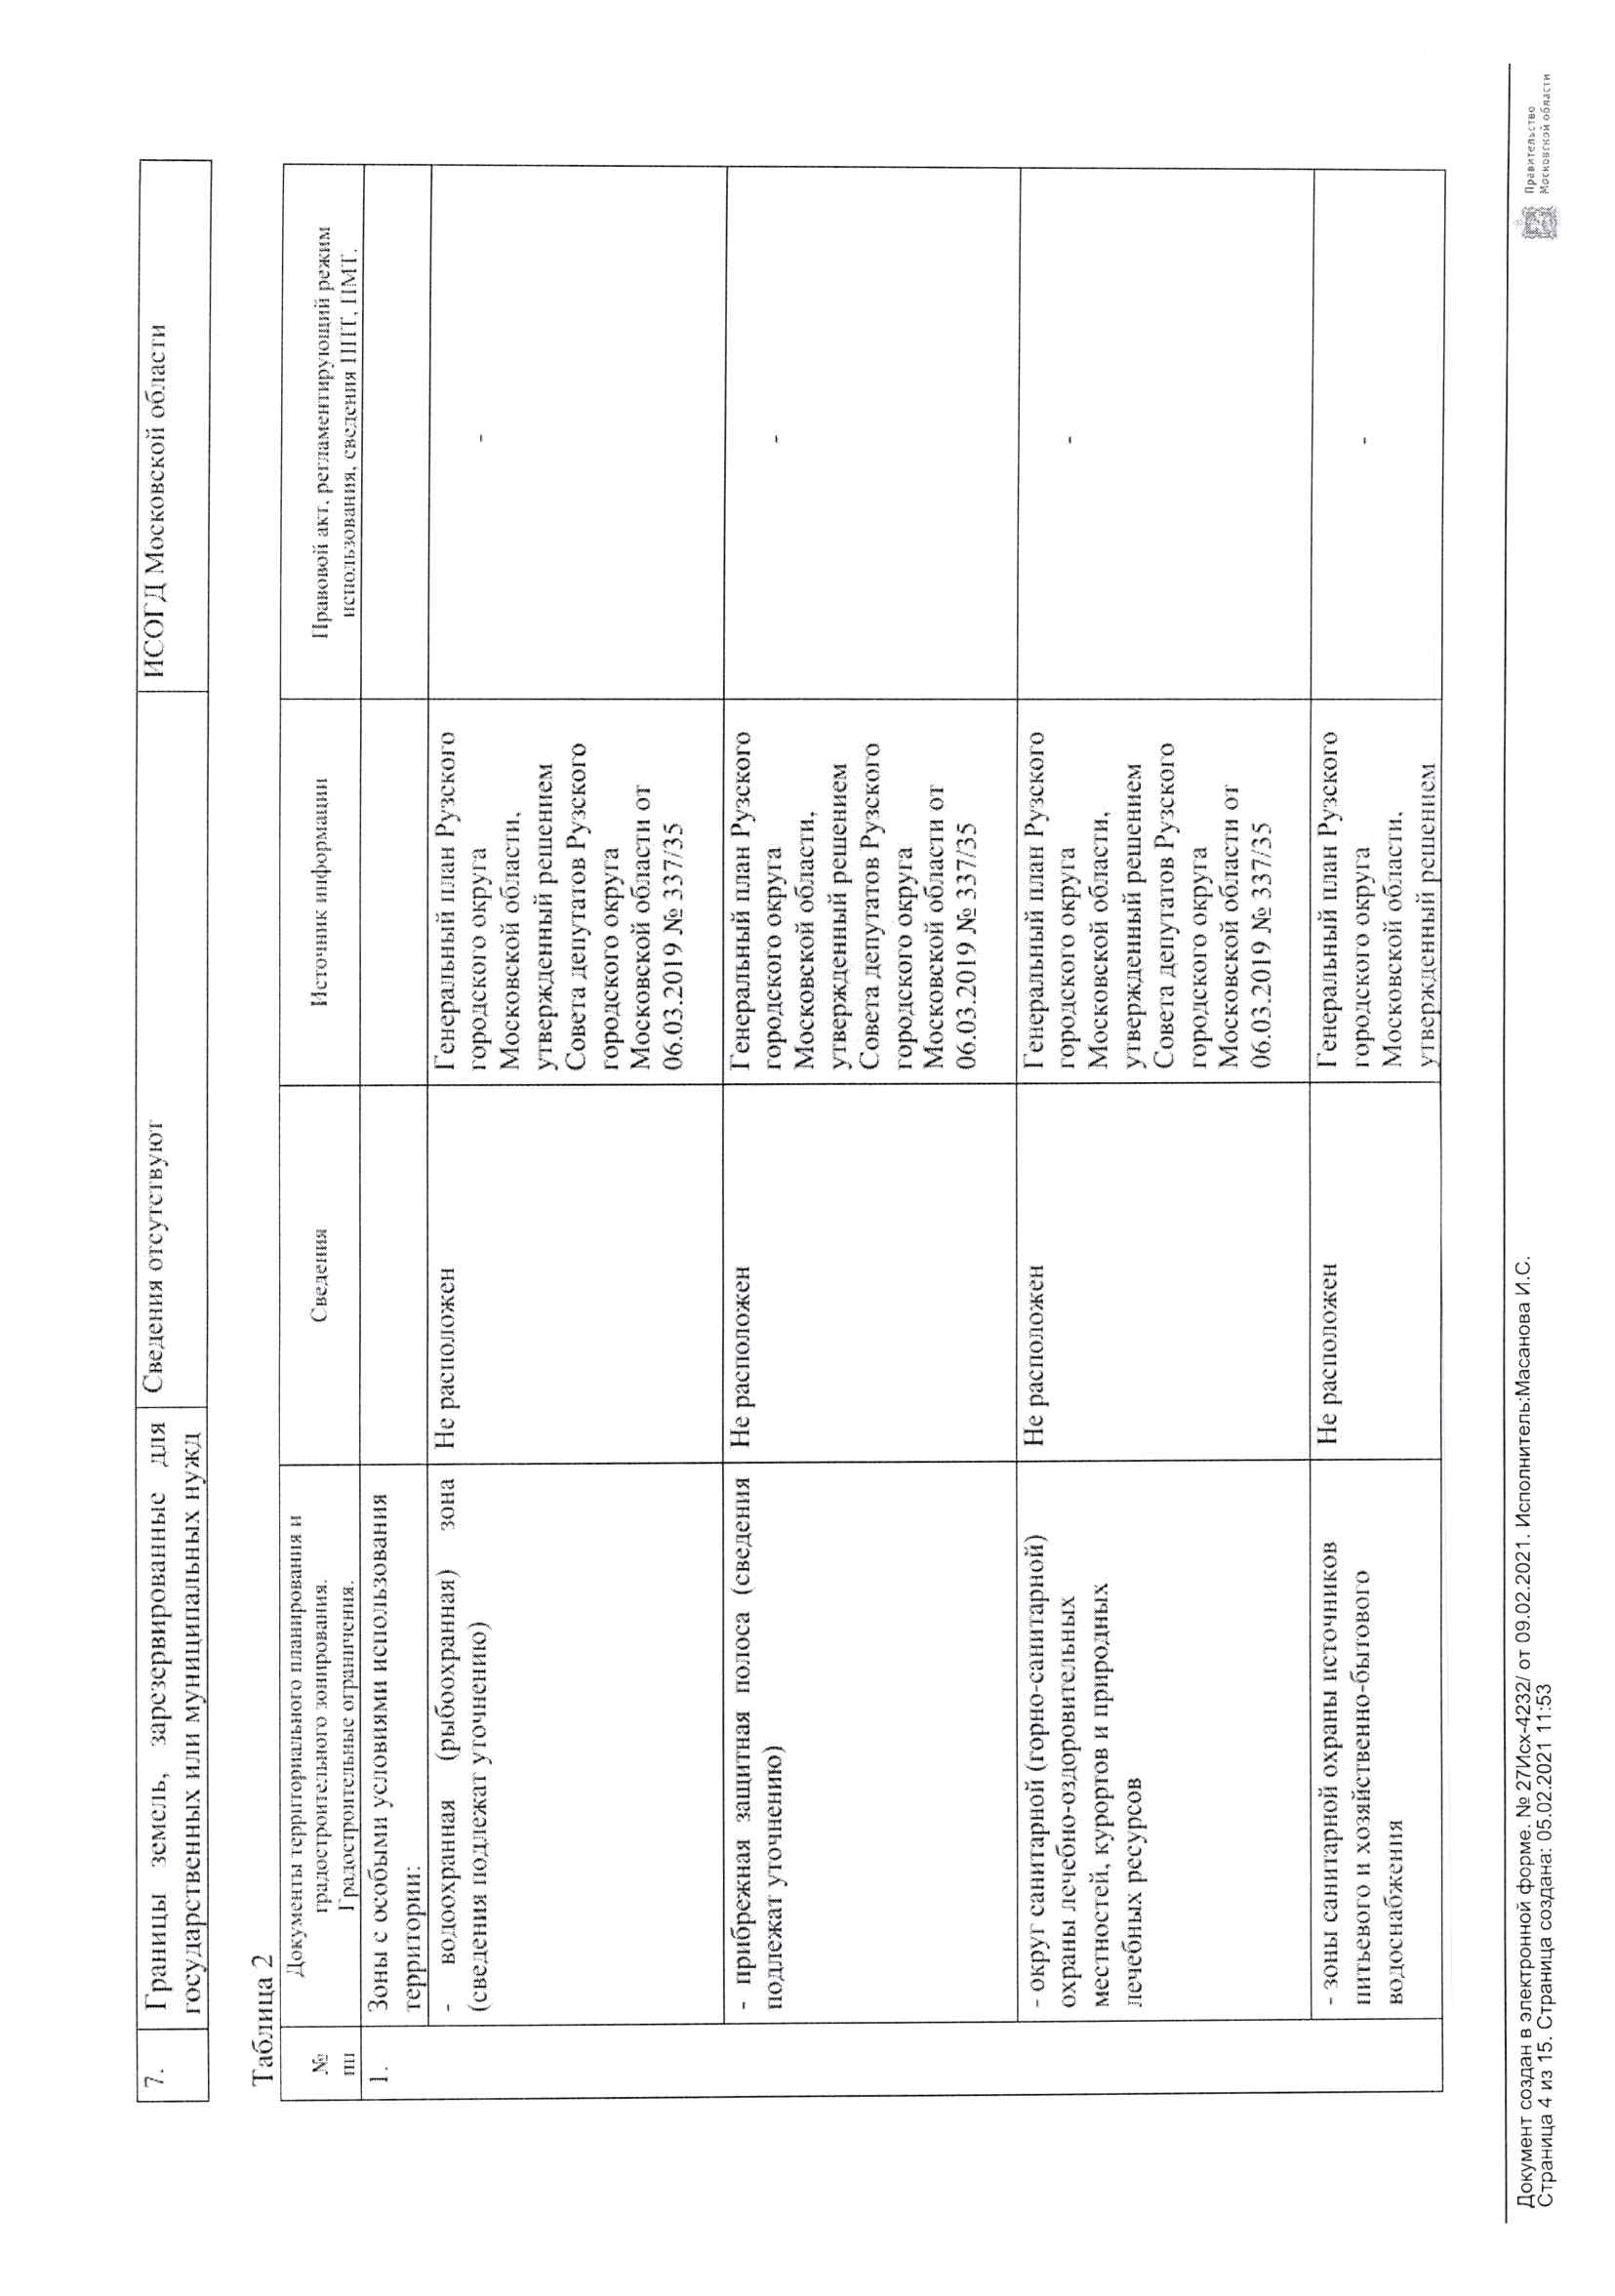 7.
Границы земель, зарезервированные для
государственных или муниципальных нужд
Сведения отсутствуют
ИСОГД Московской области
Таблица 2
№
пп
Документы территориального планирования и
градостроительного зонирования.
Градостроительные ограничения.
Сведения
Источник информации
Правовой акт, регламентирующий режим
использования, сведения ППТ, ПМТ.
1.
Зоны с особыми условиями использования
территории:
- водоохранная (рыбоохранная) зона
(сведения подлежат уточнению)
Не расположен
Генеральный план Рузского
городского округа
Московской области,
утвержденный решением
Совета депутатов Рузского
городского округа
Московской области от
06.03.2019 № 337/35
-
- прибрежная защитная полоса (сведения
подлежат уточнению)
Не расположен
Генеральный план Рузского
городского округа
Московской области,
утвержденный решением
Совета депутатов Рузского
городского округа
Московской области от
06.03.2019 № 337/35
-
- округ санитарной (горно-санитарной)
охраны лечебно-оздоровительных
местностей, курортов и природных
лечебных ресурсов
Не расположен
Генеральный план Рузского
городского округа
Московской области,
утвержденный решением
Совета депутатов Рузского
городского округа
Московской области от
06.03.2019 № 337/35
-
- зоны санитарной охраны источников
питьевого и хозяйственно-бытового
водоснабжения
Не расположен
Генеральный план Рузского
городского округа
Московской области,
утвержденный решением
-
Документ создан в электронной форме. № 27Исх-4232/ от 09.02.2021. Исполнитель:Масанова И.С.
Страница 4 из 15. Страница создана: 05.02.2021 11:53
Правительство
Московской области